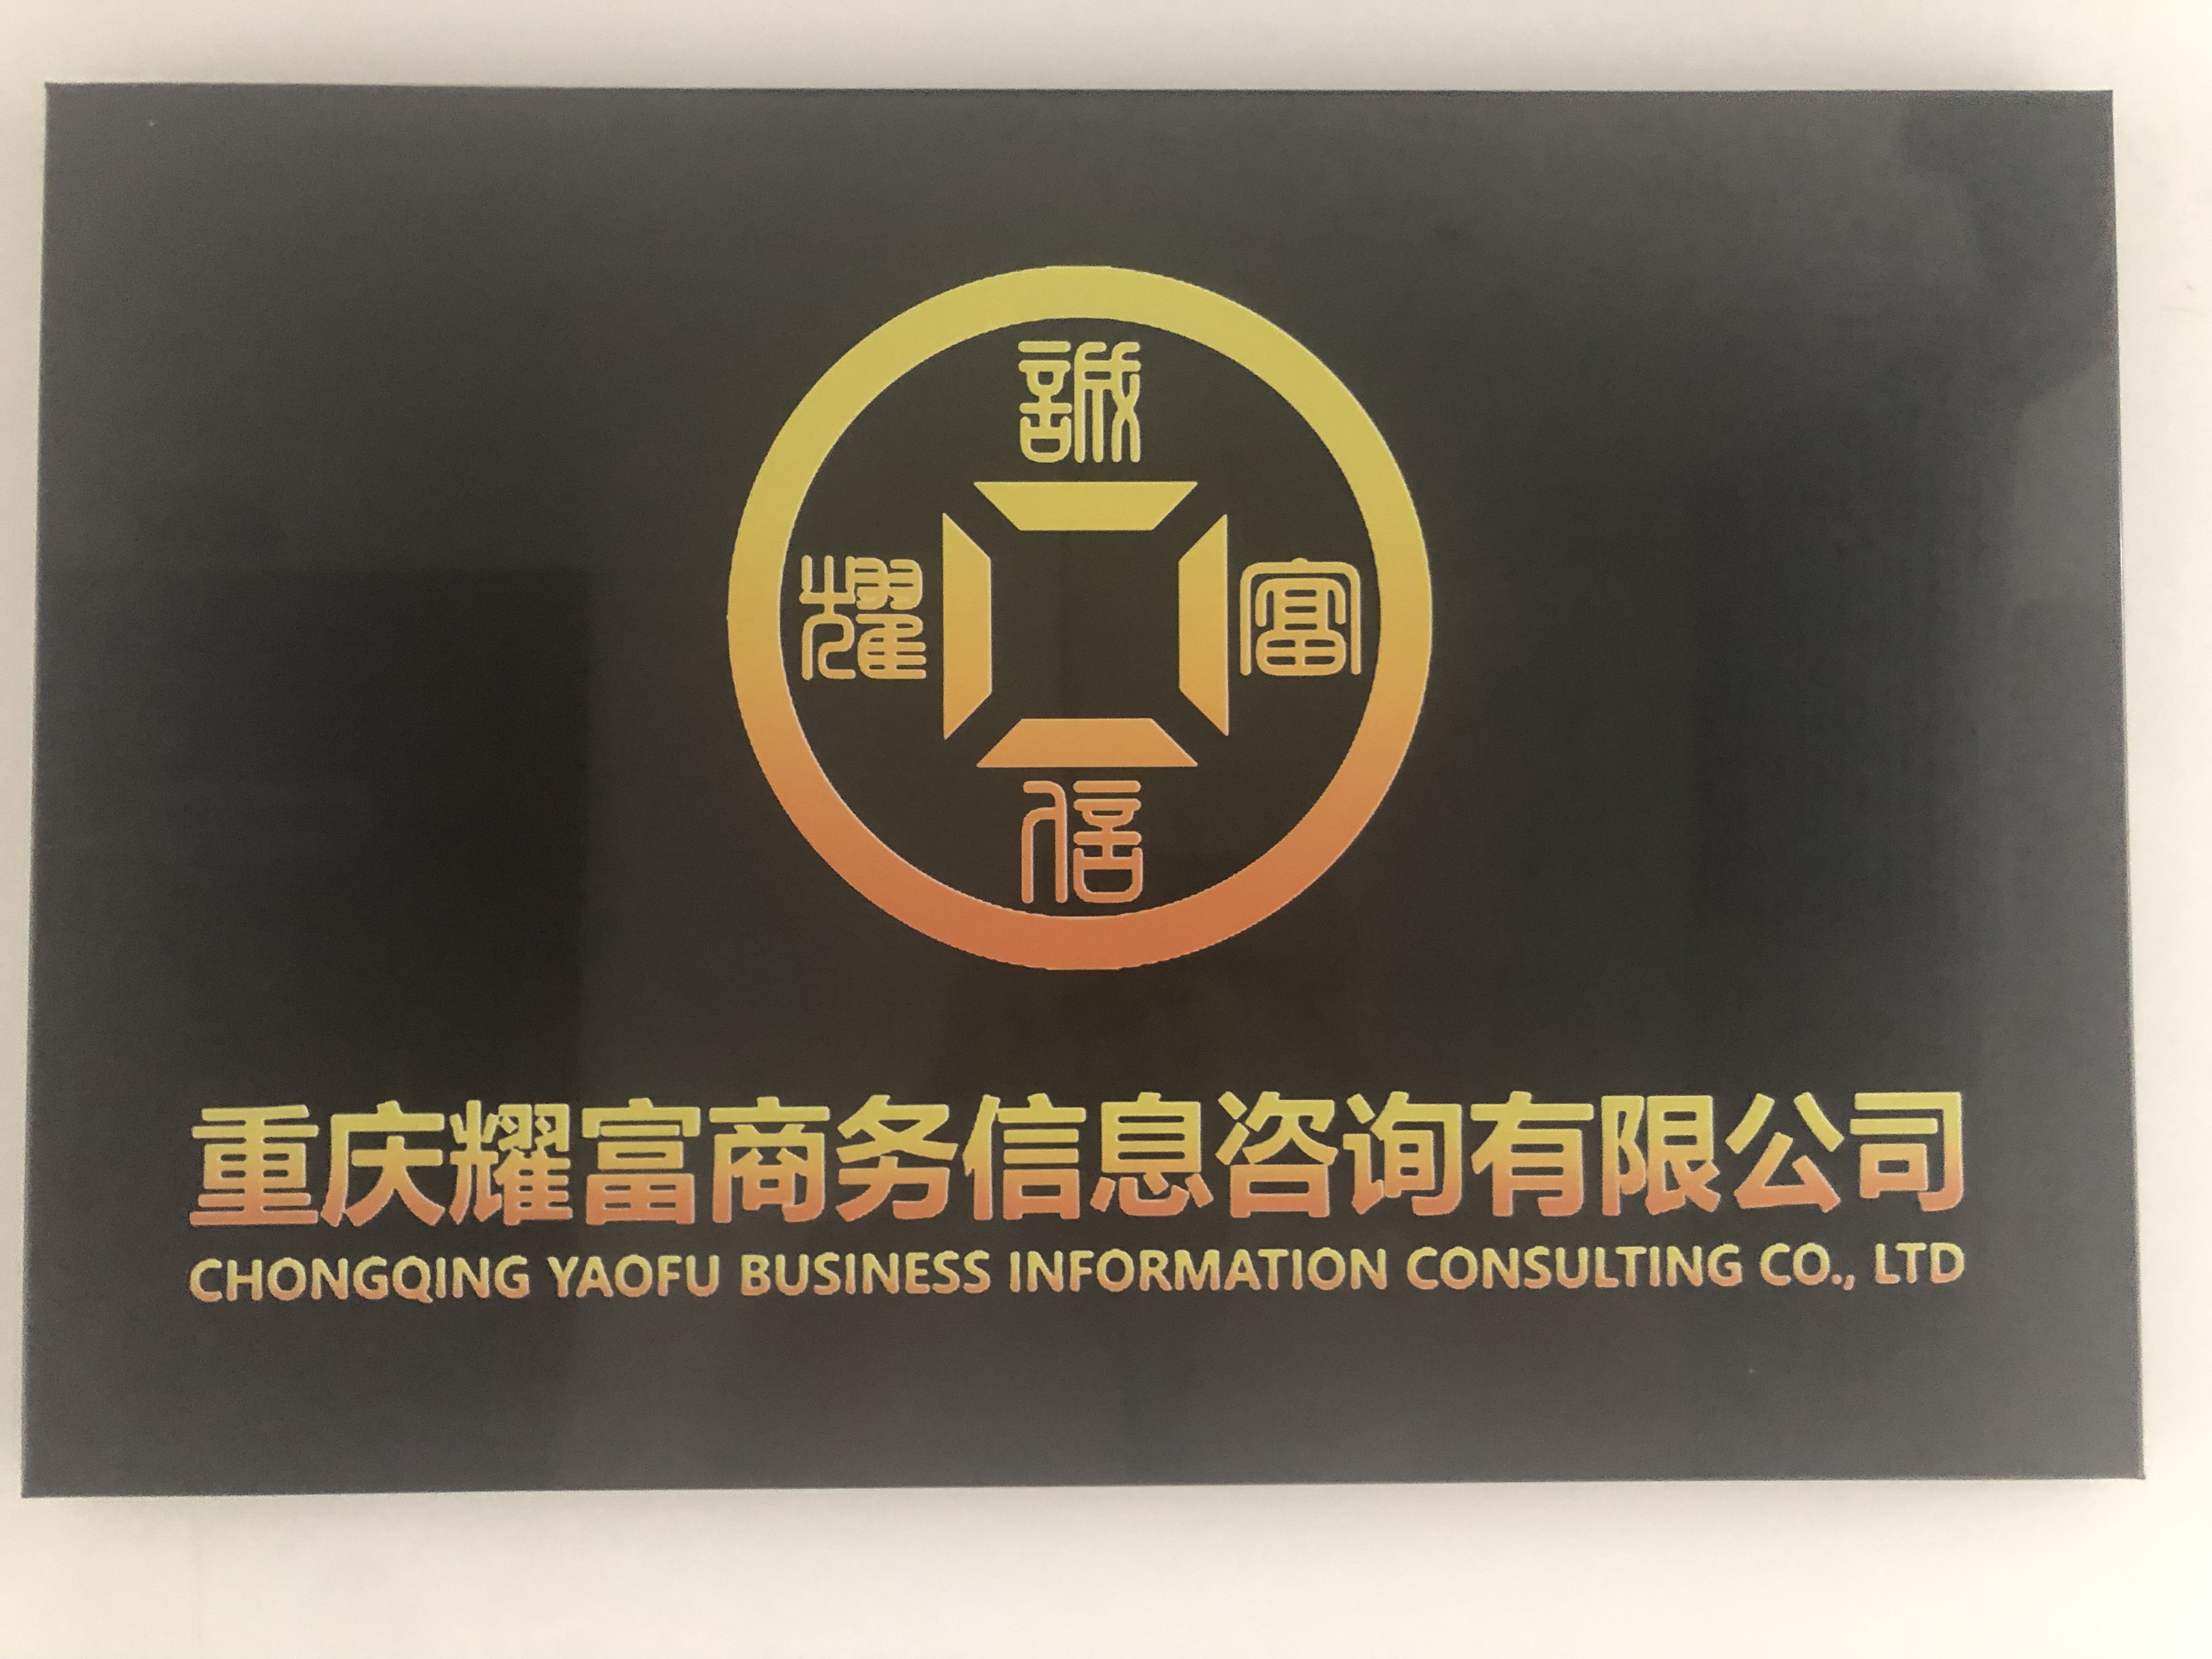 誠
耀 富
信
重庆耀富商务信息咨询有限公司
CHONGQING YAOFU BUSINESS INFORMATION CONSULTING CO., LTD